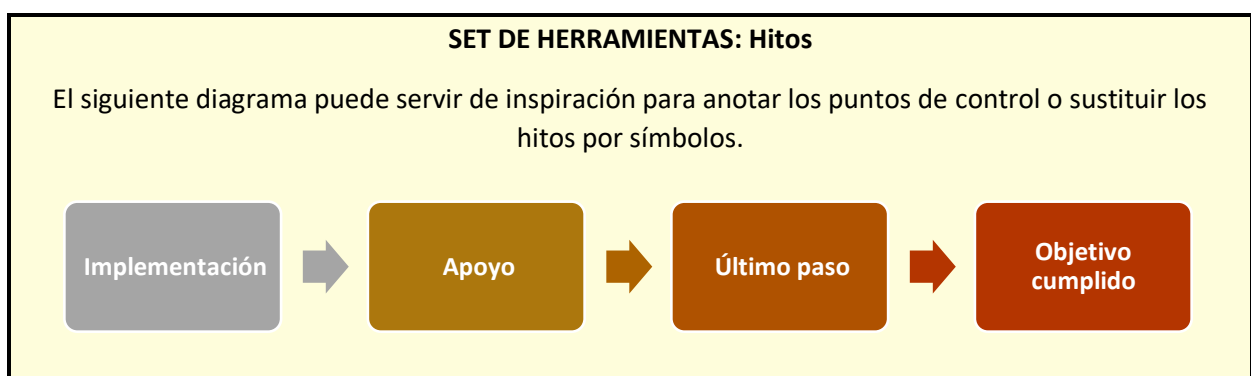 SET DE HERRAMIENTAS: Hitos
El siguiente diagrama puede servir de inspiración para anotar los puntos de control o sustituir los
hitos por símbolos.
Implementación
Apoyo
Último paso
Objetivo
cumplido